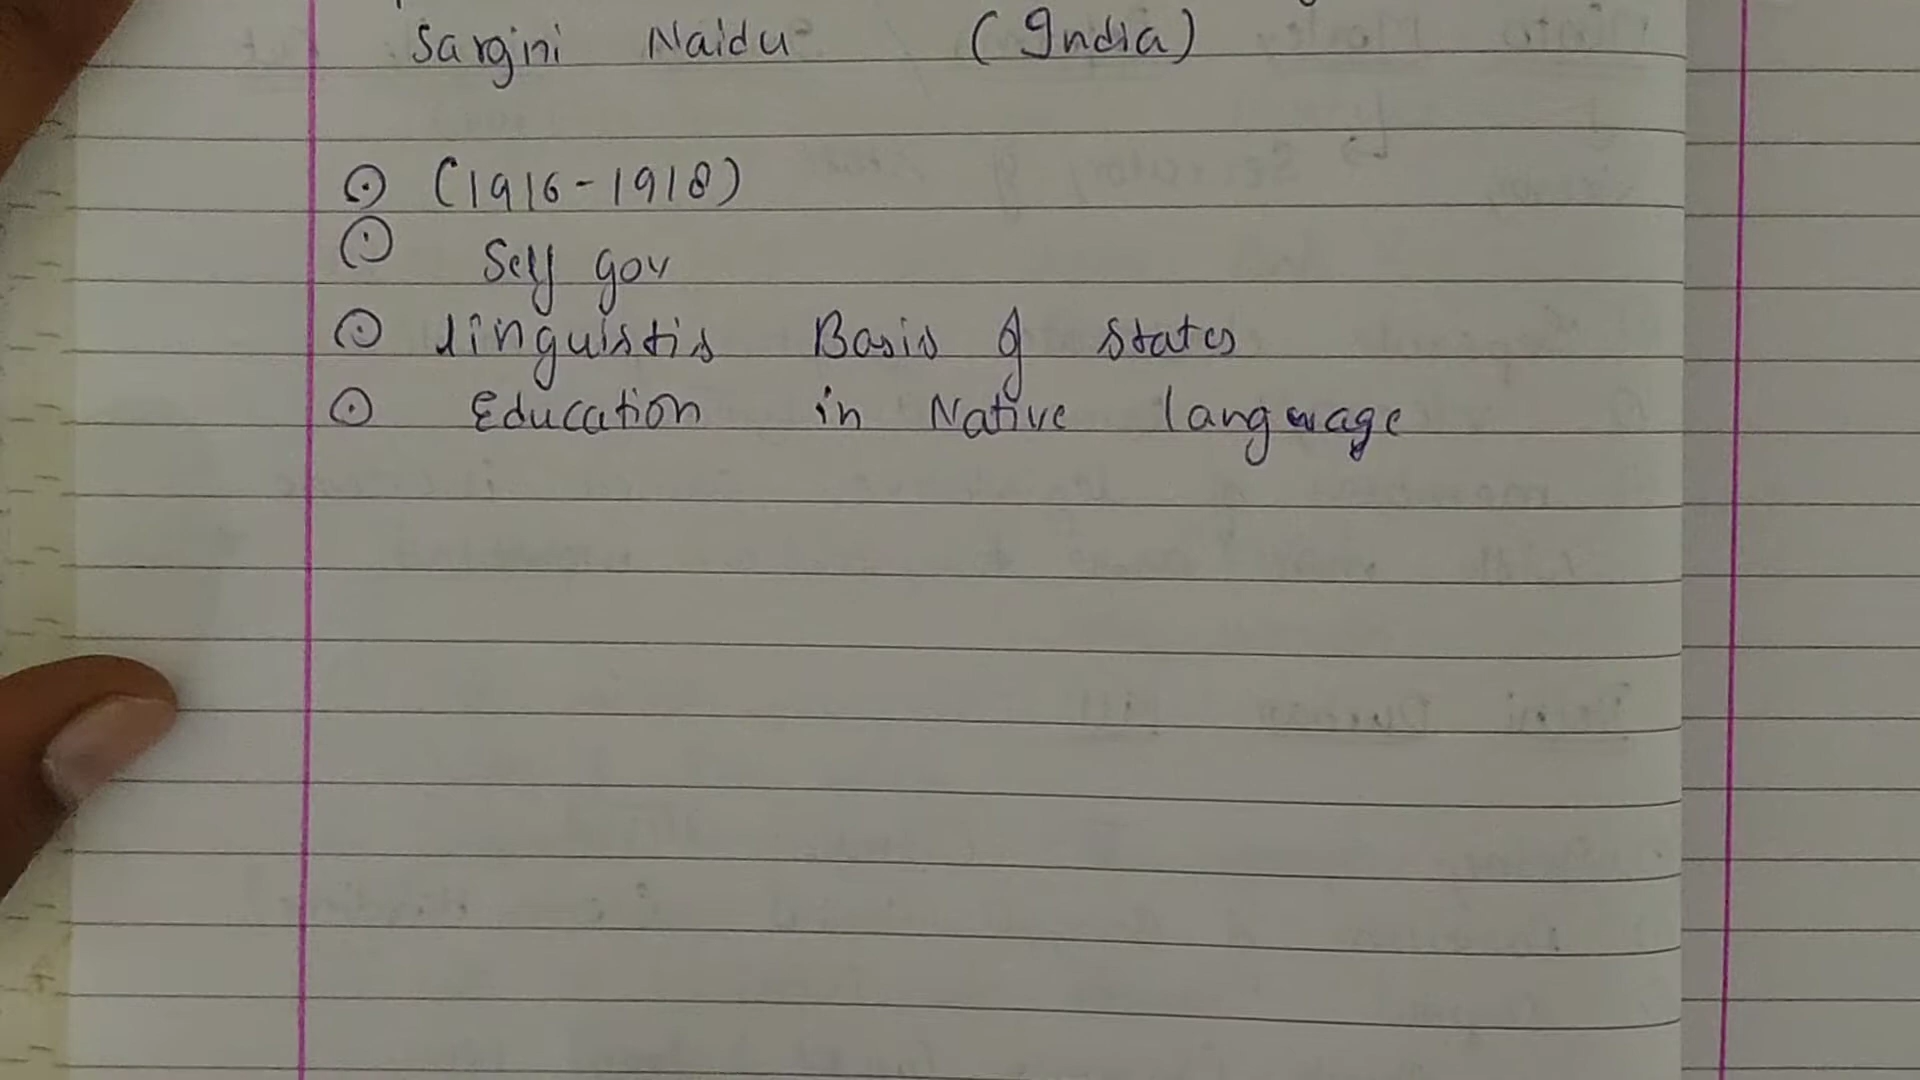 Sargini Naidu (India)
(1916-1918)
Self gov
linguistis Basis of states
Education in Native language